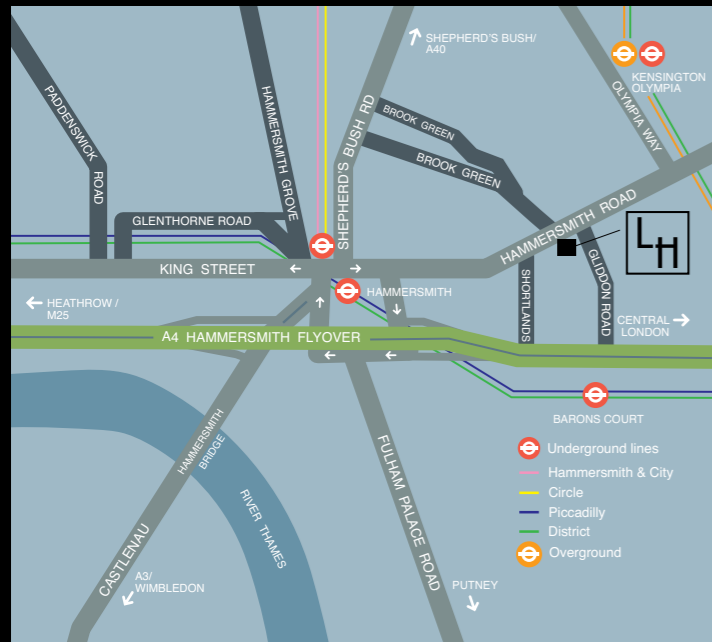 SHEPHERD'S BUSH/
A40
KENSINGTON
OLYMPIA
PADDENSWICK
ROAD
HAMMERSMITH GROVE
SHEPHERD'S BUSH RD
BROOK GREEN
BROOK GREEN
OLYMPIA WAY
GLENTHORNE ROAD
HAMMERSMITH ROAD
LH
KING STREET
HAMMERSMITH
SHORTLANDS
GLIDDON ROAD
HEATHROW /
M25
CENTRAL
LONDON
A4 HAMMERSMITH FLYOVER
BARONS COURT
HAMMERSMITH
BRIDGE
RIVER THAMES
FULHAM PALACE ROAD
CASTLENAU
A3/
WIMBLEDON
PUTNEY
Underground lines
Hammersmith & City
Circle
Piccadilly
District
Overground